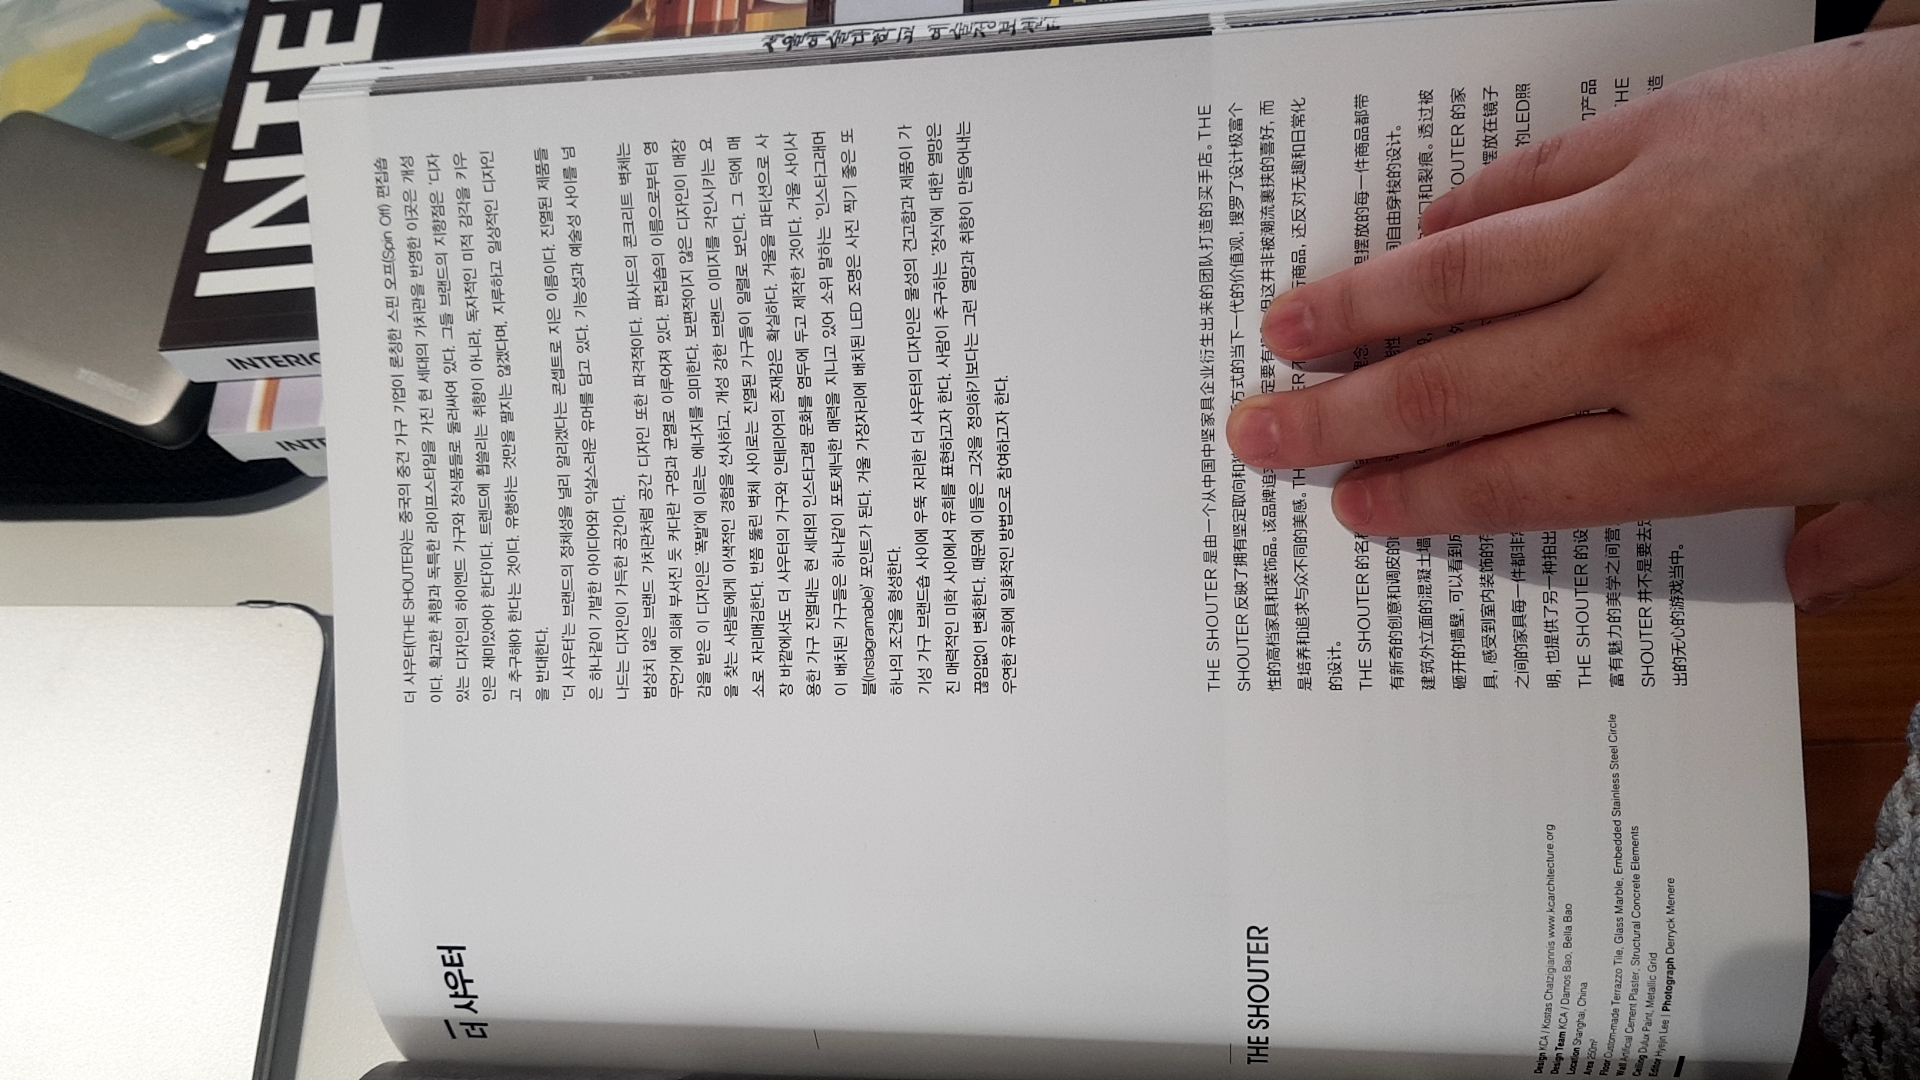 더 샤우터
더 샤우터(THE SHOUTER)는 중국의 중견 가구 기업이 론칭한 스핀 오프(Spin Off) 편집숍
이다. 확고한 취향과 독특한 라이프스타일을 가진 현 세대의 가치관을 반영한 이곳은 개성
있는 디자인의 하이엔드 가구와 장식품들로 둘러싸여 있다. 그들 브랜드의 지향점은 '디자
인은 재미있어야 한다'이다. 트렌드에 휩쓸리는 취향이 아니라, 독자적인 미적 감각을 키우
고 추구해야 한다는 것이다. 유행하는 것만을 팔지는 않겠다며, 지루하고 일상적인 디자인
을 반대한다.
'더 샤우터'는 브랜드의 정체성을 널리 알리겠다는 콘셉트로 지은 이름이다. 진열된 제품들
은 하나같이 기발한 아이디어와 익살스러운 유머를 담고 있다. 기능성과 예술성 사이를 넘
나드는 디자인이 가득한 공간이다.
범상치 않은 브랜드 가치관처럼 공간 디자인 또한 파격적이다. 파사드의 콘크리트 벽체는
무언가에 의해 부서진 듯 커다란 구멍과 균열로 이루어져 있다. 편집숍의 이름으로부터 영
감을 받은 이 디자인은 '폭발'에 이르는 에너지를 의미한다. 보편적이지 않은 디자인이 매장
을 찾는 사람들에게 이색적인 경험을 선사하고, 개성 강한 브랜드 이미지를 각인시키는 요
소로 자리매김한다. 반쯤 뚫린 벽체 사이로는 진열된 가구들이 일렬로 보인다. 그 덕에 매
장 바깥에서도 더 샤우터의 가구와 인테리어의 존재감은 확실하다. 거울을 파티션으로 사
용한 가구 진열대는 현 세대의 인스타그램 문화를 염두에 두고 제작한 것이다. 거울 사이사
이 배치된 가구들은 하나같이 포토제닉한 매력을 지니고 있어 소위 말하는 '인스타그래머
블(Instagramable)' 포인트가 된다. 거울 가장자리에 배치된 LED 조명은 사진 찍기 좋은 또
하나의 조건을 형성한다.
기성 가구 브랜드숍 사이에 우뚝 자리한 더 샤우터의 디자인은 물성의 견고함과 제품이 가
진 매력적인 미학 사이에서 유희를 표현하고자 한다. 사람이 추구하는 '장식'에 대한 열망은
끊임없이 변화한다. 때문에 이들은 그것을 정의하기보다는 그런 열망과 취향이 만들어내는
우연한 유희에 일화적인 방법으로 참여하고자 한다.
THE SHOUTER
THE SHOUTER 是由一个从中国中坚家具企业衍生出来的团队打造的买手店。THE
SHOUTER 反映了拥有坚定取向和 方式的当下一代的价值观, 搜罗了设计极富个
性的高档家具和装饰品。该品牌追 定要有 但这并非被潮流裹挟的喜好, 而
是培养和追求与众不同的美感。THE 行商品, 还反对无趣和日常化
的设计。
THE SHOUTER 的名 理念 里摆放的每一件商品都带
有新奇的创意和调皮的 能性 间自由穿梭的设计。
建筑外立面的混凝土墙 和裂痕。透过被
砸开的墙壁, 可以看到 SHOUTER 的家
具, 感受到室内装饰的存 摆放在镜子
之间的家具每一件都非 的LED照
明, 也提供了另一种拍出
THE SHOUTER 的设 产品
富有魅力的美学之间营 THE
SHOUTER 并不是要去 造
出的无心的游戏当中。
Design KCA / Kostas Chatzigiannis www.kcarchitecture.org
Design Team KCA / Damos Bao, Bella Bao
Location Shanghai, China
Area 250m²
Floor Custom-made Terrazzo Tile, Glass Marble, Embedded Stainless Steel Circle
Wall Artificial Cement Plaster, Structural Concrete Elements
Ceiling Dulux Paint, Metallic Grid
Editor Hyejin Lee | Photograph Derryck Menere
서울예술대학교 예술정보센터
INTE
INTERIO
INTE